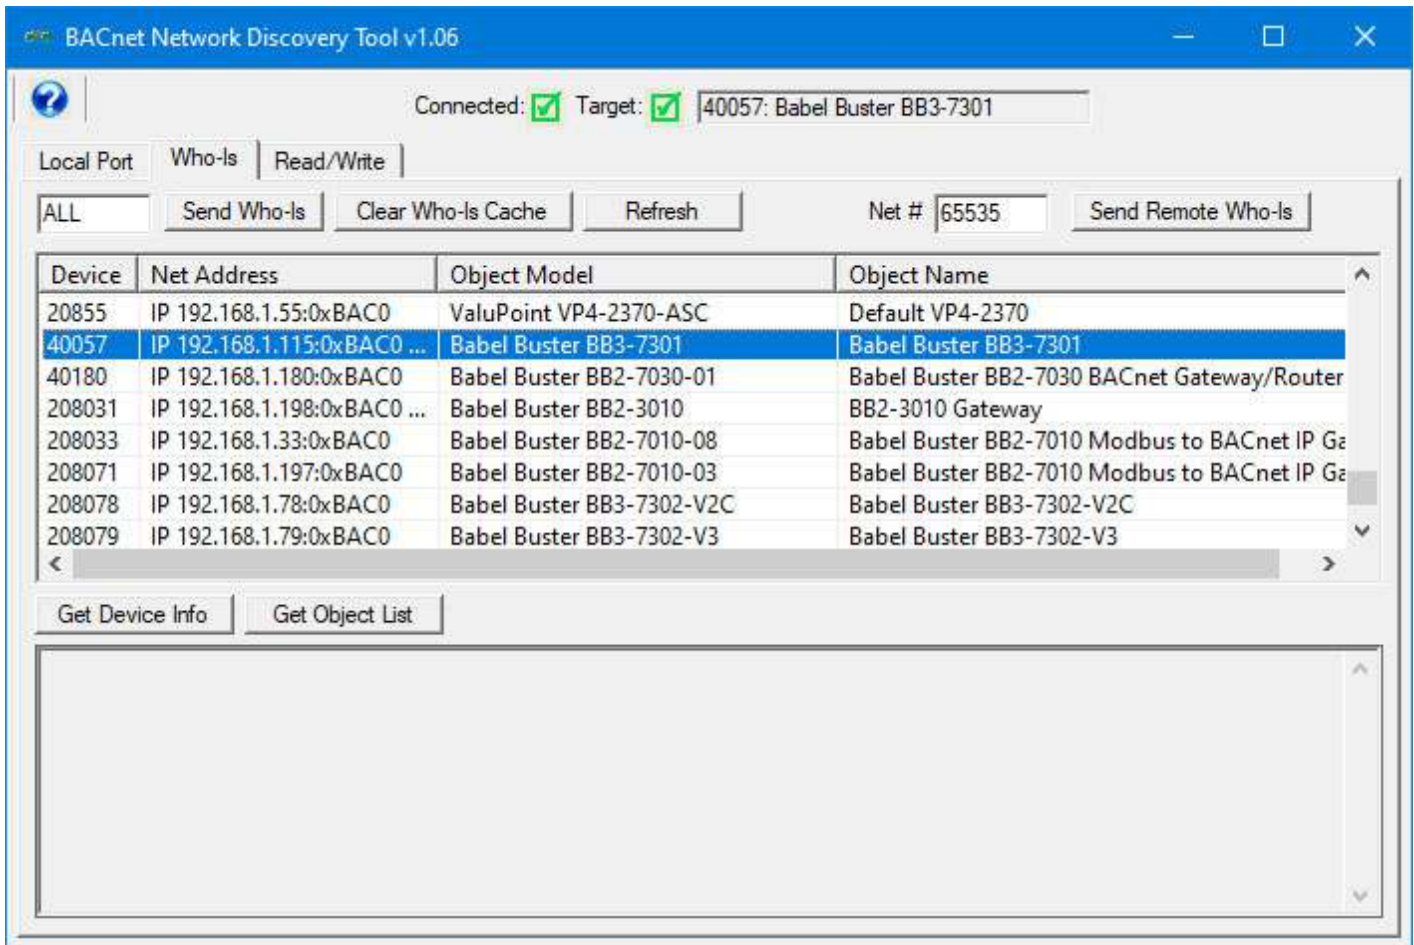 BACnet Network Discovery Tool v1.06
Connected: Target: 40057: Babel Buster BB3-7301
Local Port Who-Is Read/Write
ALL Send Who-Is Clear Who-Is Cache Refresh Net # 65535 Send Remote Who-Is
Device Net Address Object Model Object Name
20855 IP 192.168.1.55:0xBAC0 ValuPoint VP4-2370-ASC Default VP4-2370
40057 IP 192.168.1.115:0xBAC0 ... Babel Buster BB3-7301 Babel Buster BB3-7301
40180 IP 192.168.1.180:0xBAC0 Babel Buster BB2-7030-01 Babel Buster BB2-7030 BACnet Gateway/Router
208031 IP 192.168.1.198:0xBAC0 ... Babel Buster BB2-3010 BB2-3010 Gateway
208033 IP 192.168.1.33:0xBAC0 Babel Buster BB2-7010-08 Babel Buster BB2-7010 Modbus to BACnet IP Ga
208071 IP 192.168.1.197:0xBAC0 Babel Buster BB2-7010-03 Babel Buster BB2-7010 Modbus to BACnet IP Ga
208078 IP 192.168.1.78:0xBAC0 Babel Buster BB3-7302-V2C Babel Buster BB3-7302-V2C
208079 IP 192.168.1.79:0xBAC0 Babel Buster BB3-7302-V3 Babel Buster BB3-7302-V3
Get Device Info Get Object List